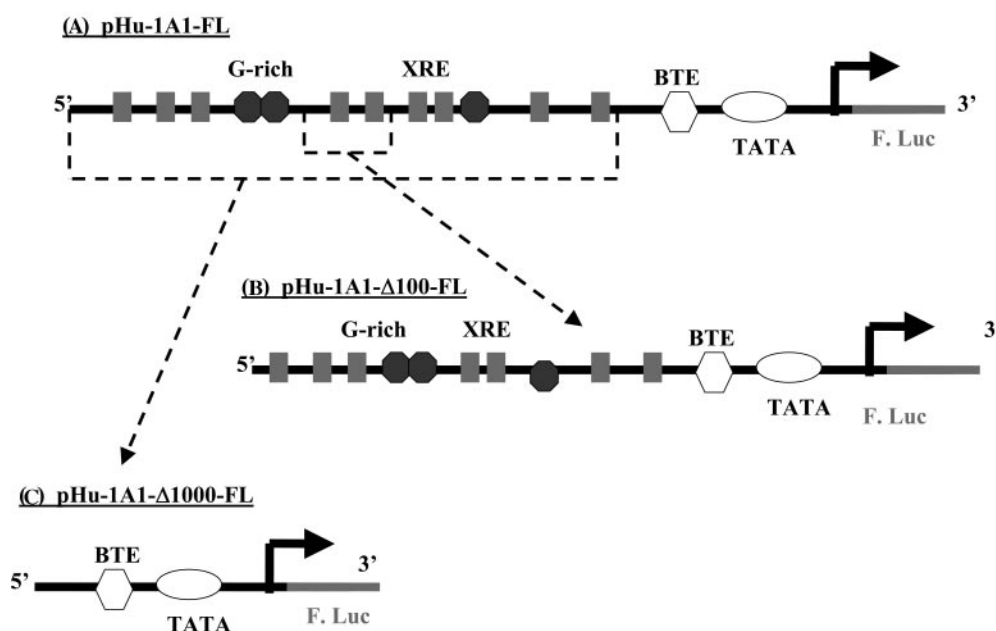 (A) pHu-1A1-FL
G-rich XRE BTE
5’ 3’
TATA F. Luc
(B) pHu-1A1-Δ100-FL
G-rich XRE BTE 3
5’
TATA F. Luc
(C) pHu-1A1-Δ1000-FL
BTE 3’
5’
TATA F. Luc